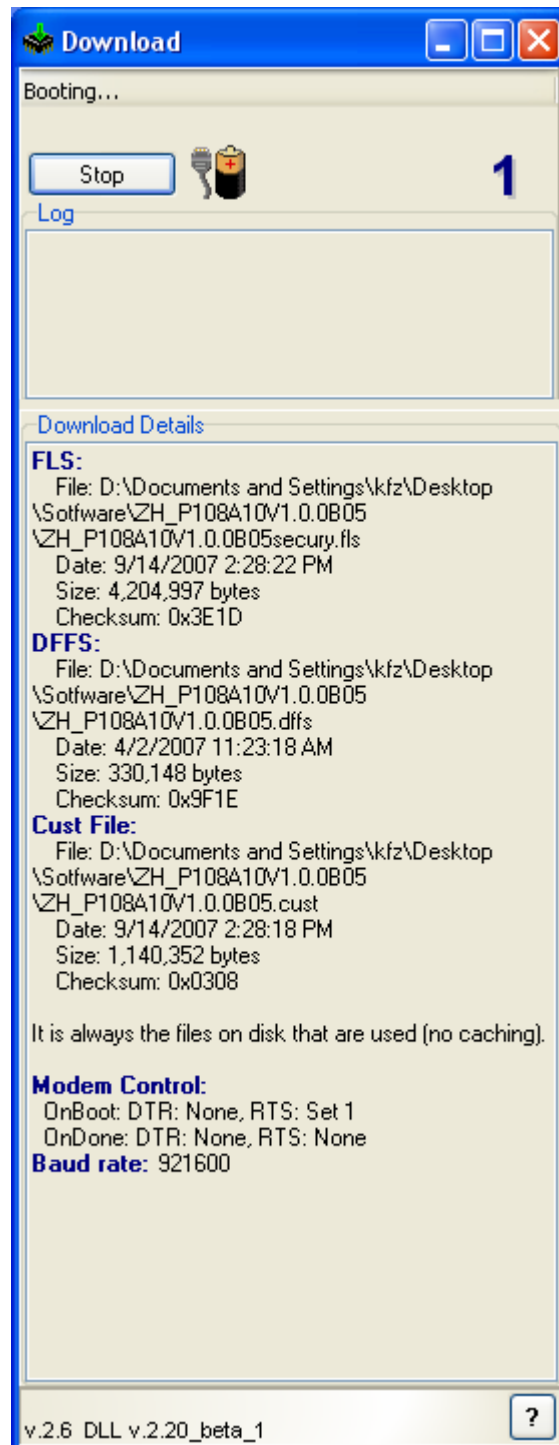 Download
Booting...
Stop
1
Log
Download Details
FLS:
File: D:\Documents and Settings\kfz\Desktop
\Sotfware\ZH_P108A10V1.0.0B05
\ZH_P108A10V1.0.0B05secury.fls
Date: 9/14/2007 2:28:22 PM
Size: 4,204,997 bytes
Checksum: 0x3E1D
DFFS:
File: D:\Documents and Settings\kfz\Desktop
\Sotfware\ZH_P108A10V1.0.0B05
\ZH_P108A10V1.0.0B05.dffs
Date: 4/2/2007 11:23:18 AM
Size: 330,148 bytes
Checksum: 0x9F1E
Cust File:
File: D:\Documents and Settings\kfz\Desktop
\Sotfware\ZH_P108A10V1.0.0B05
\ZH_P108A10V1.0.0B05.cust
Date: 9/14/2007 2:28:18 PM
Size: 1,140,352 bytes
Checksum: 0x0308
It is always the files on disk that are used (no caching).
Modem Control:
OnBoot: DTR: None, RTS: Set 1
OnDone: DTR: None, RTS: None
Baud rate: 921600
v.2.6 DLL v.2.20_beta_1
?